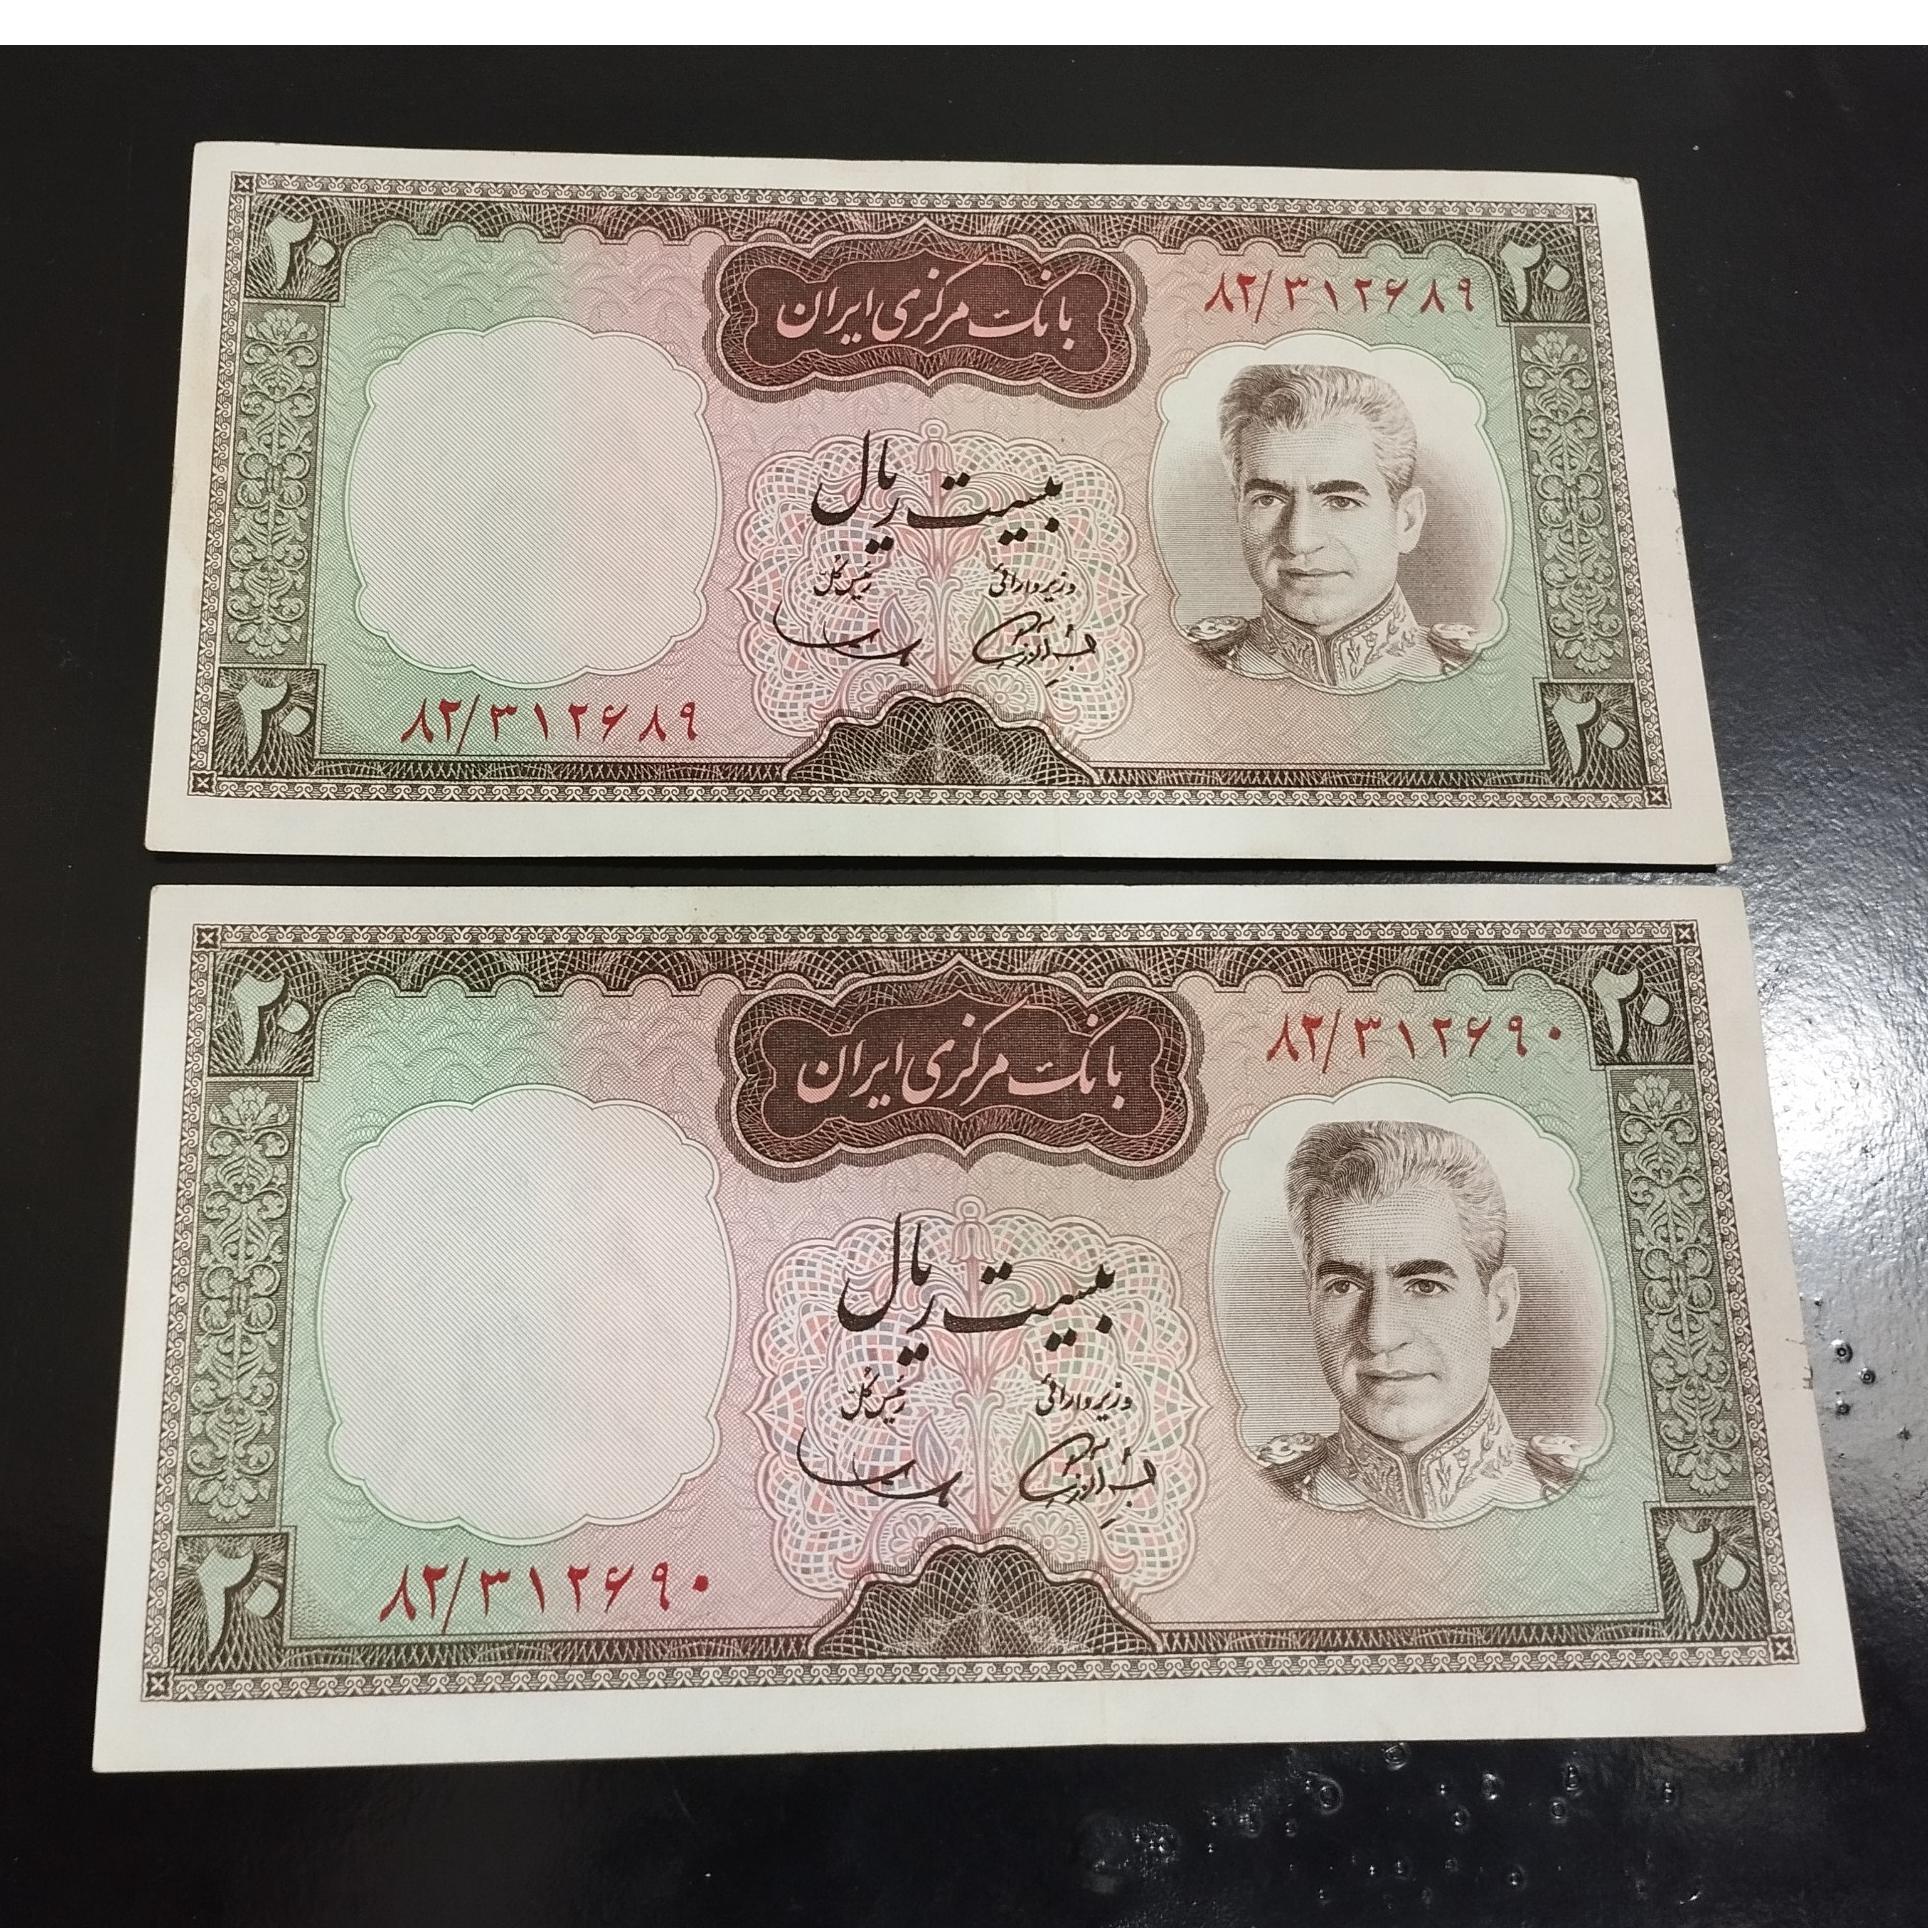 ۲۰
بانک مرکزی ایران
۸۲/۳۱۲۶۸۹
۲۰
بیست ریال
وزیر دارائی
رئیس کل
۲۰
۸۲/۳۱۲۶۸۹
۲۰
۲۰
بانک مرکزی ایران
۸۲/۳۱۲۶۹۰
۲۰
بیست ریال
وزیر دارائی
رئیس کل
۲۰
۸۲/۳۱۲۶۹۰
۲۰